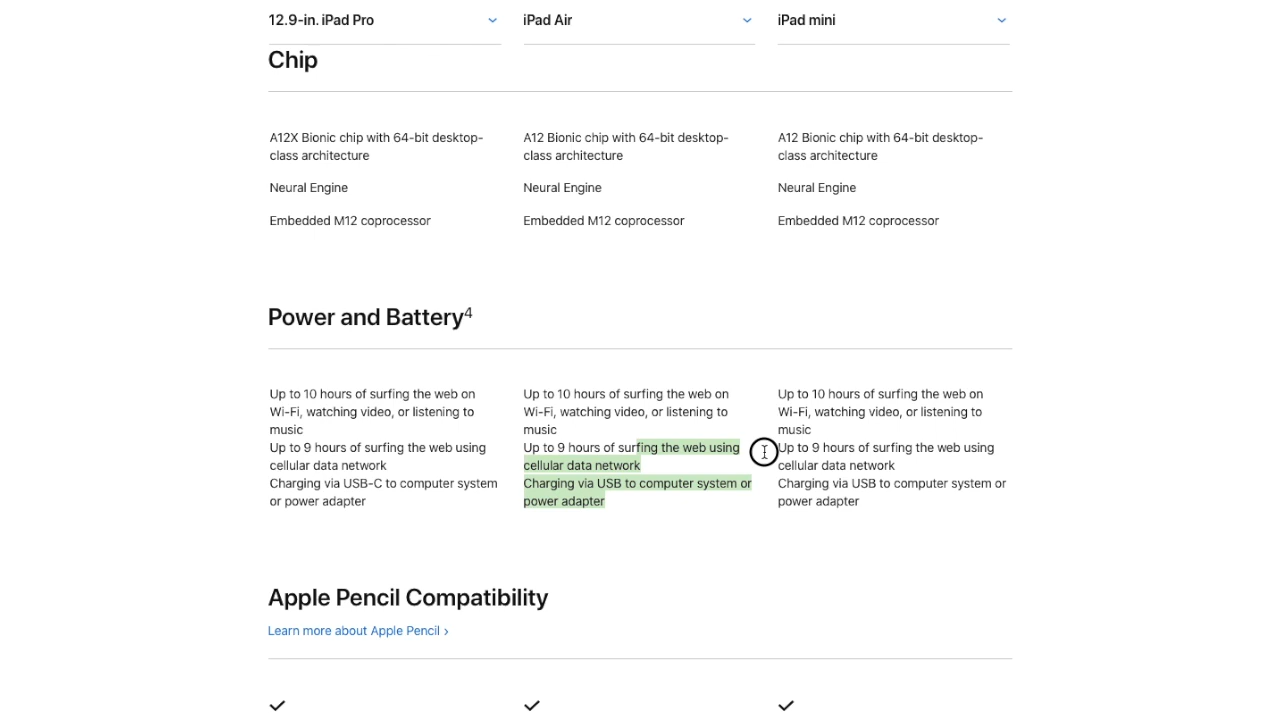 12.9-in. iPad Pro
iPad Air
iPad mini
Chip
A12X Bionic chip with 64-bit desktop-
class architecture
Neural Engine
Embedded M12 coprocessor
A12 Bionic chip with 64-bit desktop-
class architecture
Neural Engine
Embedded M12 coprocessor
A12 Bionic chip with 64-bit desktop-
class architecture
Neural Engine
Embedded M12 coprocessor
Power and Battery⁴
Up to 10 hours of surfing the web on
Wi-Fi, watching video, or listening to
music
Up to 9 hours of surfing the web using
cellular data network
Charging via USB-C to computer system
or power adapter
Up to 10 hours of surfing the web on
Wi-Fi, watching video, or listening to
music
Up to 9 hours of surfing the web using
cellular data network
Charging via USB to computer system or
power adapter
Up to 10 hours of surfing the web on
Wi-Fi, watching video, or listening to
music
Up to 9 hours of surfing the web using
cellular data network
Charging via USB to computer system or
power adapter
Apple Pencil Compatibility
Learn more about Apple Pencil ›